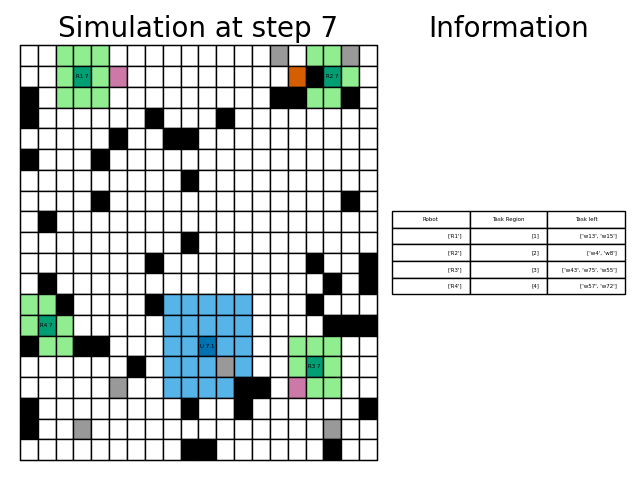 Simulation at step 7
Information
R1 7
R2 7
Robot Task Region Task left
['R1'] [1] ['w13', 'w15']
['R2'] [2] ['w4', 'w8']
['R3'] [3] ['w43', 'w75', 'w55']
['R4'] [4] ['w57', 'w72']
R4 7
U 7.1
R3 7